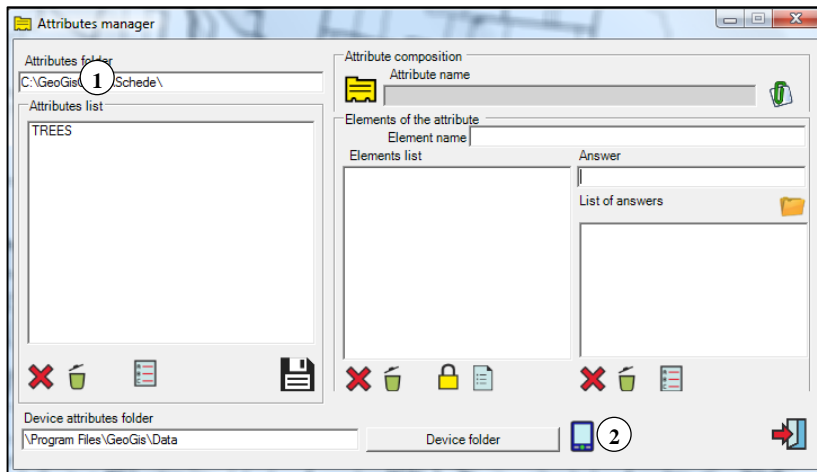 Attributes manager
Attributes folder
C:\GeoGis Schede\
1
Attributes list
TREES
Device attributes folder
\Program Files\GeoGis\Data
Device folder
2
Attribute composition
Attribute name
Elements of the attribute
Element name
Elements list
Answer
List of answers